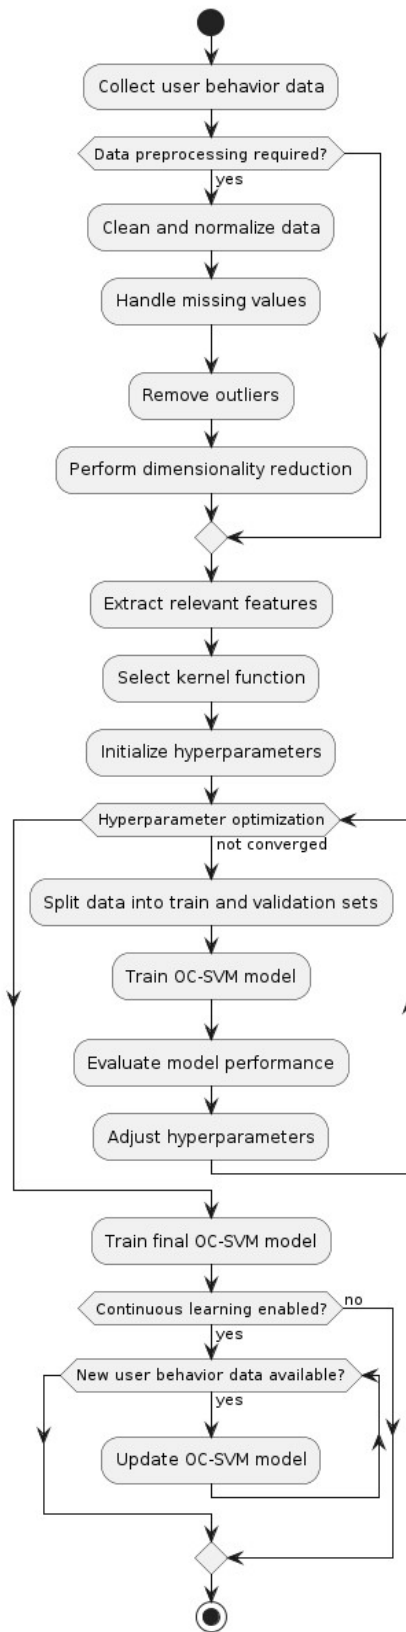 Collect user behavior data
Data preprocessing required?
yes
Clean and normalize data
Handle missing values
Remove outliers
Perform dimensionality reduction
Extract relevant features
Select kernel function
Initialize hyperparameters
Hyperparameter optimization
not converged
Split data into train and validation sets
Train OC-SVM model
Evaluate model performance
Adjust hyperparameters
Train final OC-SVM model
Continuous learning enabled?
no
yes
New user behavior data available?
yes
Update OC-SVM model